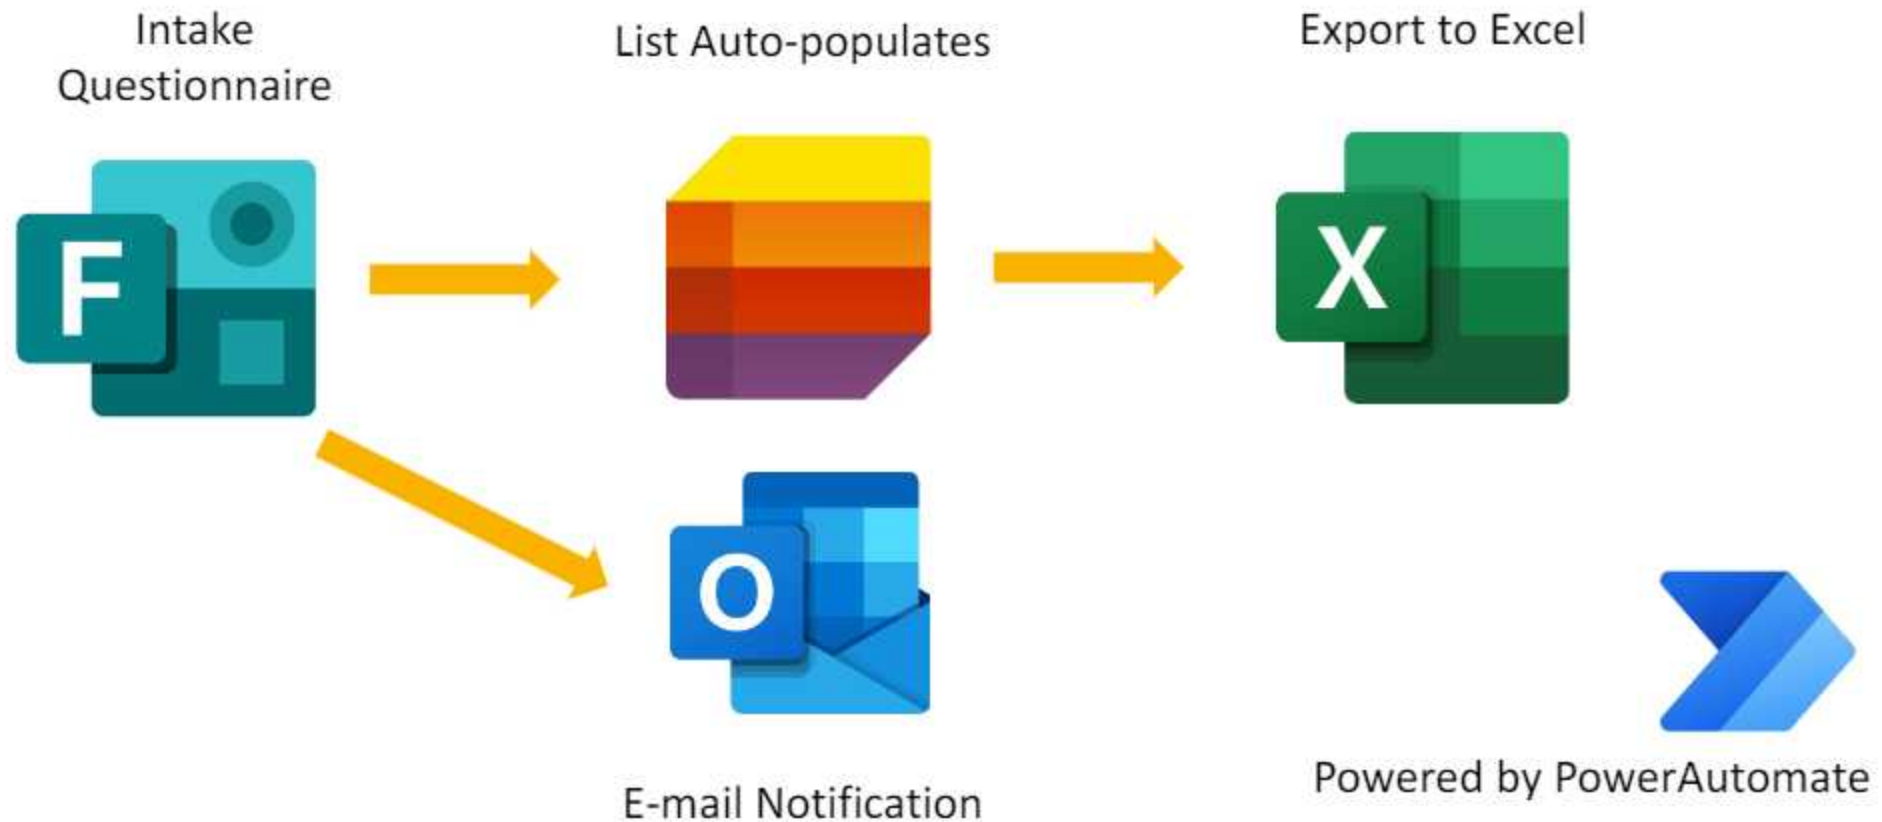 Intake
Questionnaire
List Auto-populates
Export to Excel
F
X
O
E-mail Notification
Powered by PowerAutomate